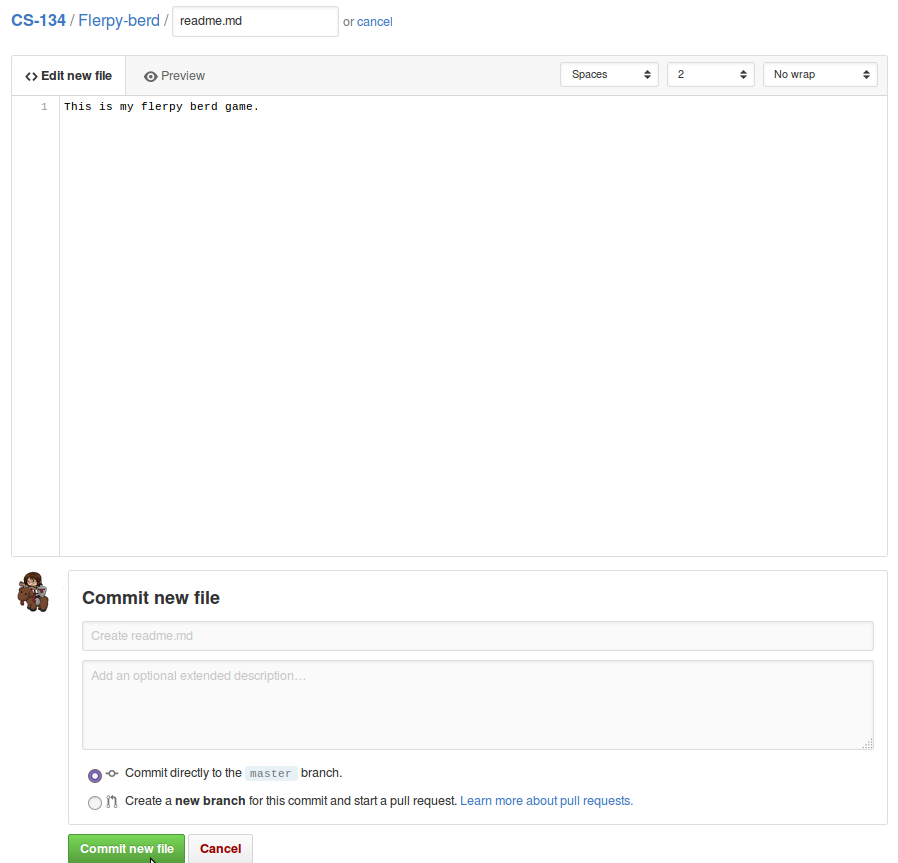 CS-134 / Flerpy-berd / readme.md or cancel
Edit new file Preview Spaces 2 No wrap
1 This is my flerpy berd game.
Commit new file
Create readme.md
Add an optional extended description…
Commit directly to the master branch.
Create a new branch for this commit and start a pull request. Learn more about pull requests.
Commit new file Cancel